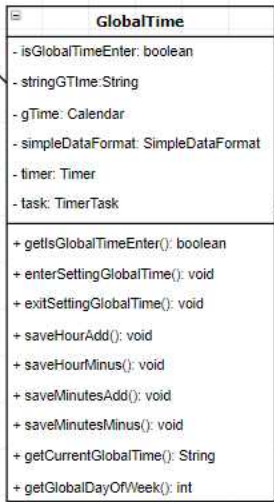 GlobalTime
- isGlobalTimeEnter: boolean
- stringGTIme:String
- gTime: Calendar
- simpleDataFormat: SimpleDataFormat
- timer: Timer
- task: TimerTask
+ getIsGlobalTimeEnter(): boolean
+ enterSettingGlobalTime(): void
+ exitSettingGlobalTime(): void
+ saveHourAdd(): void
+ saveHourMinus(): void
+ saveMinutesAdd(): void
+ saveMinutesMinus(): void
+ getCurrentGlobalTime(): String
+ getGlobalDayOfWeek(): int